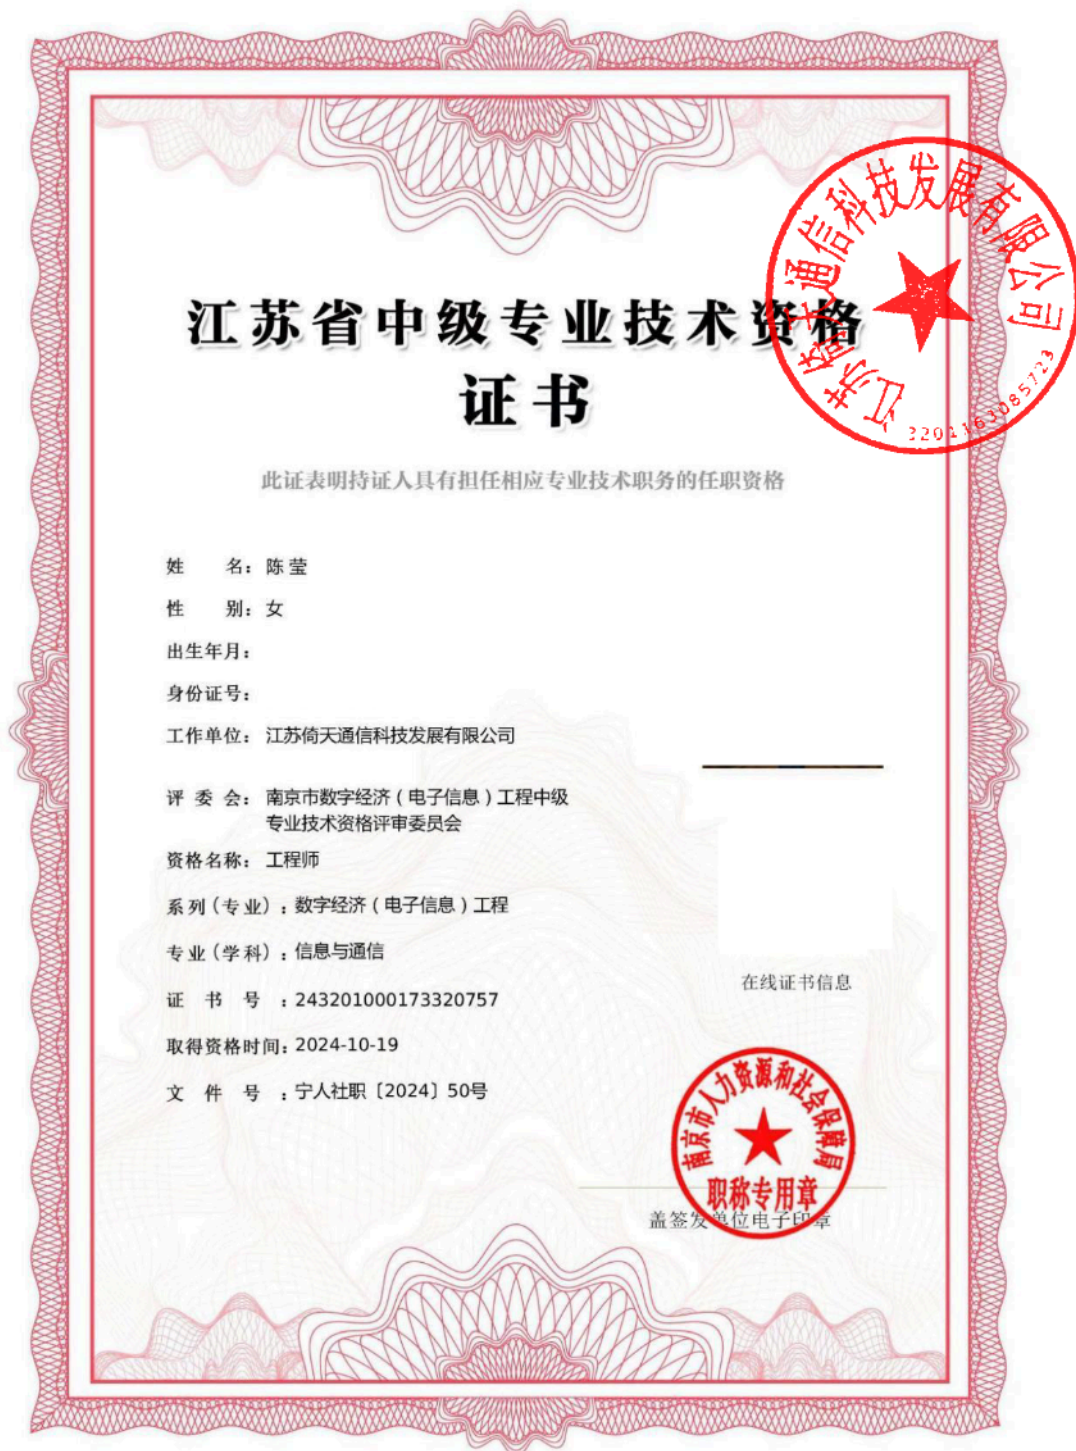 江苏省中级专业技术资格
证书
此证表明持证人具有担任相应专业技术职务的任职资格
姓 名：陈莹
性 别：女
出生年月：
身份证号：
工作单位：江苏倚天通信科技发展有限公司
评 委 会：南京市数字经济（电子信息）工程中级
专业技术资格评审委员会
资格名称：工程师
系列（专业）：数字经济（电子信息）工程
专业（学科）：信息与通信
证 书 号 ：243201000173320757
取得资格时间：2024-10-19
文 件 号 ：宁人社职〔2024〕50号
在线证书信息
盖签发单位电子印章
江苏倚天通信科技发展有限公司
3201163085723
南京市人力资源和社会保障局
职称专用章